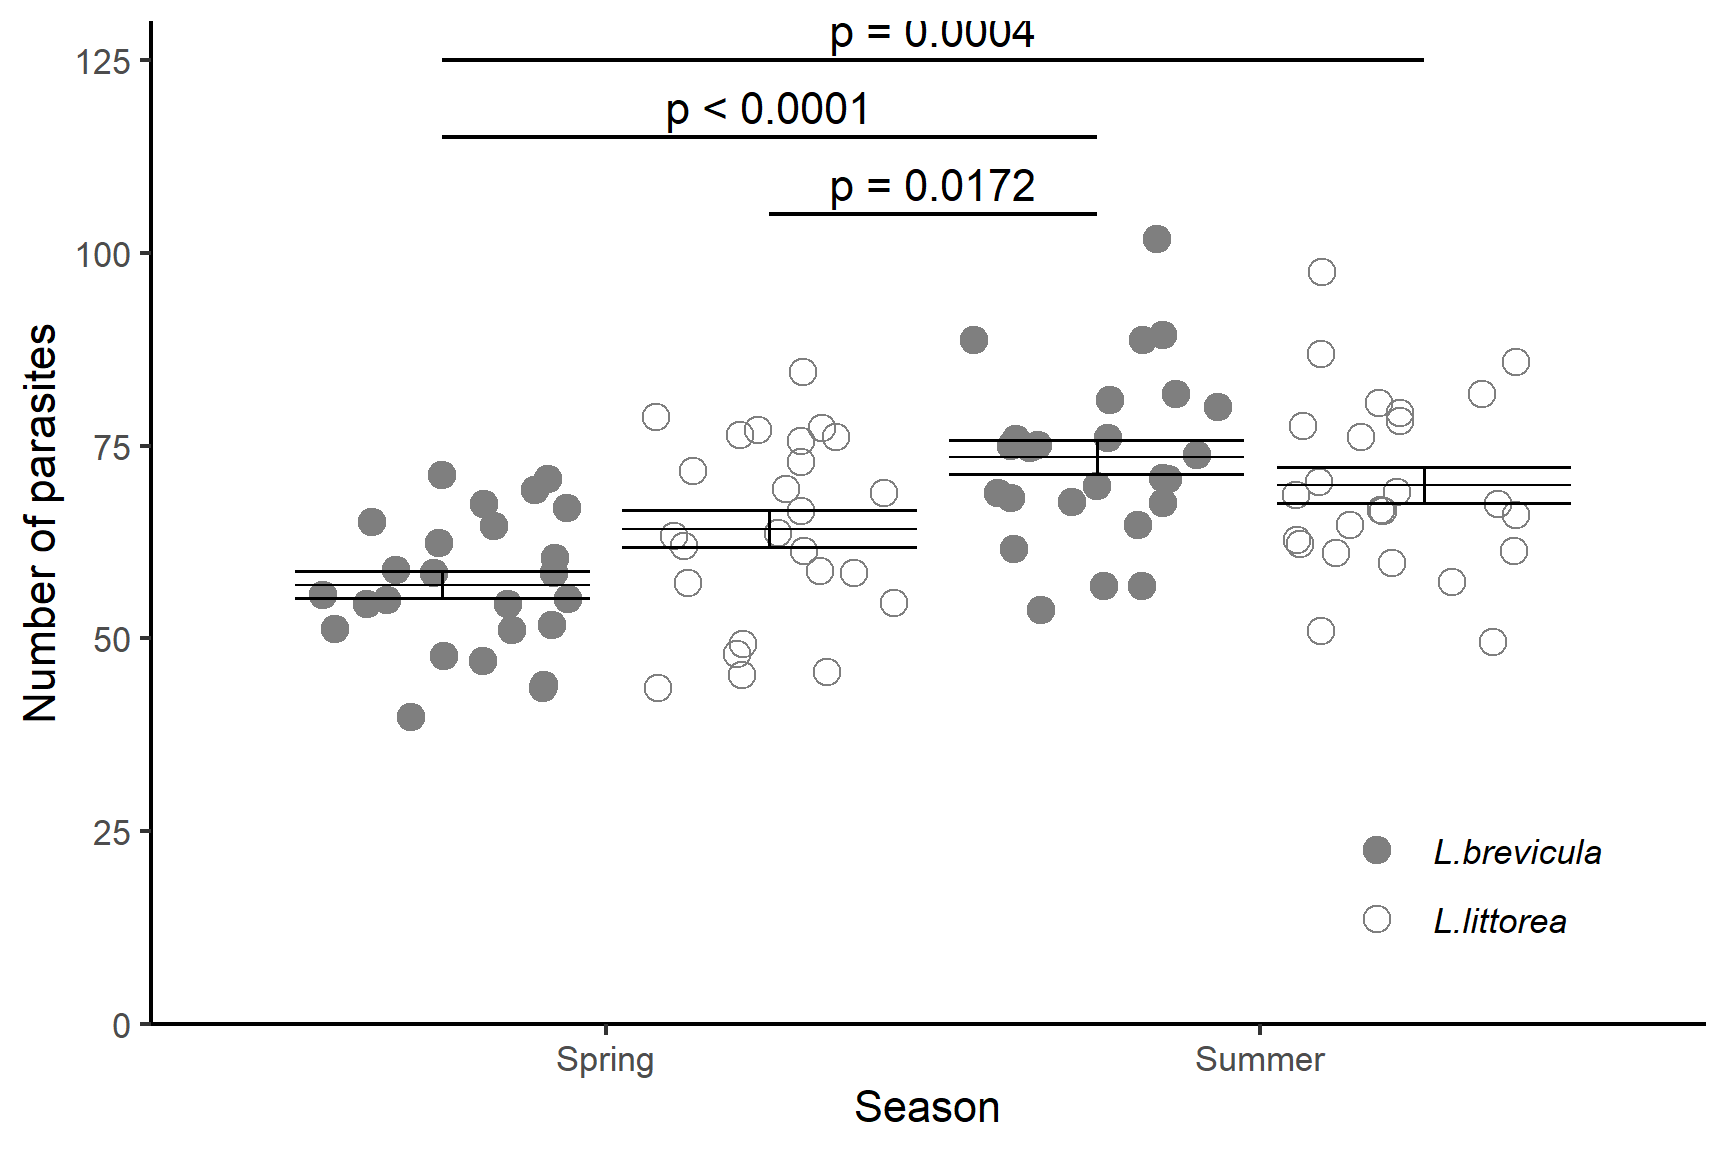 p = 0.0004
125
p < 0.0001
p = 0.0172
100
75
50
25
0
Number of parasites
L.brevicula
L.littorea
Spring
Summer
Season